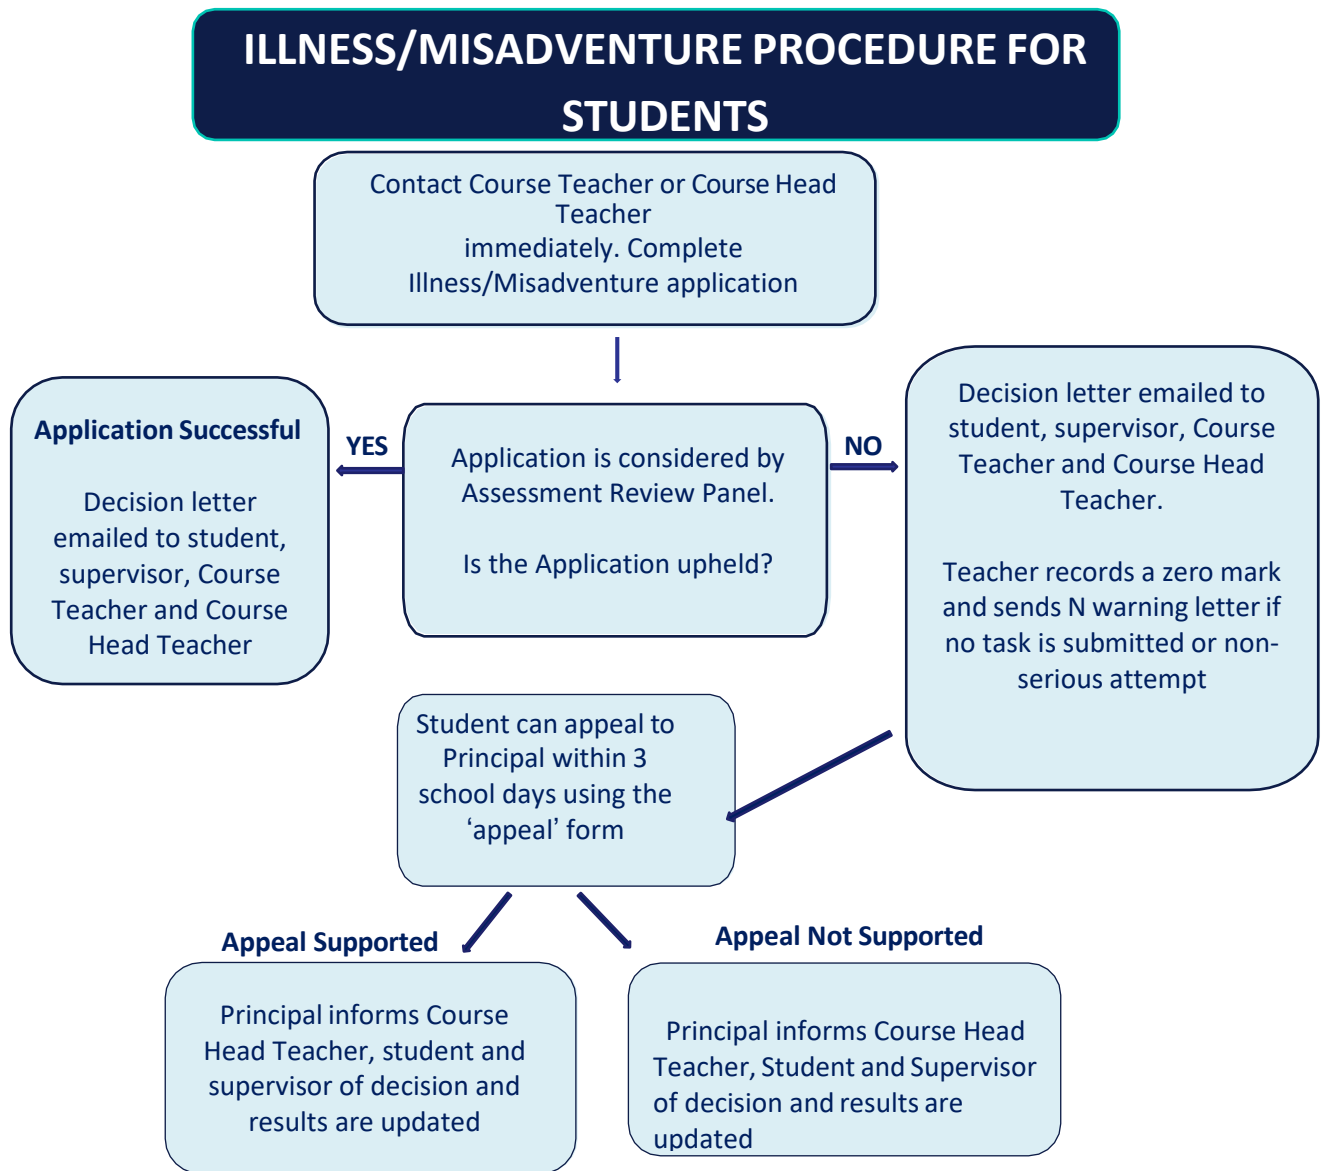 ILLNESS/MISADVENTURE PROCEDURE FOR
STUDENTS
Contact Course Teacher or Course Head
Teacher
immediately. Complete
Illness/Misadventure application
Application Successful
Decision letter
emailed to student,
supervisor, Course
Teacher and Course
Head Teacher
YES
Application is considered by
Assessment Review Panel.
Is the Application upheld?
NO
Decision letter emailed to
student, supervisor, Course
Teacher and Course Head
Teacher.
Teacher records a zero mark
and sends N warning letter if
no task is submitted or non-
serious attempt
Student can appeal to
Principal within 3
school days using the
‘appeal’ form
Appeal Supported
Principal informs Course
Head Teacher, student and
supervisor of decision and
results are updated
Appeal Not Supported
Principal informs Course Head
Teacher, Student and Supervisor
of decision and results are
updated